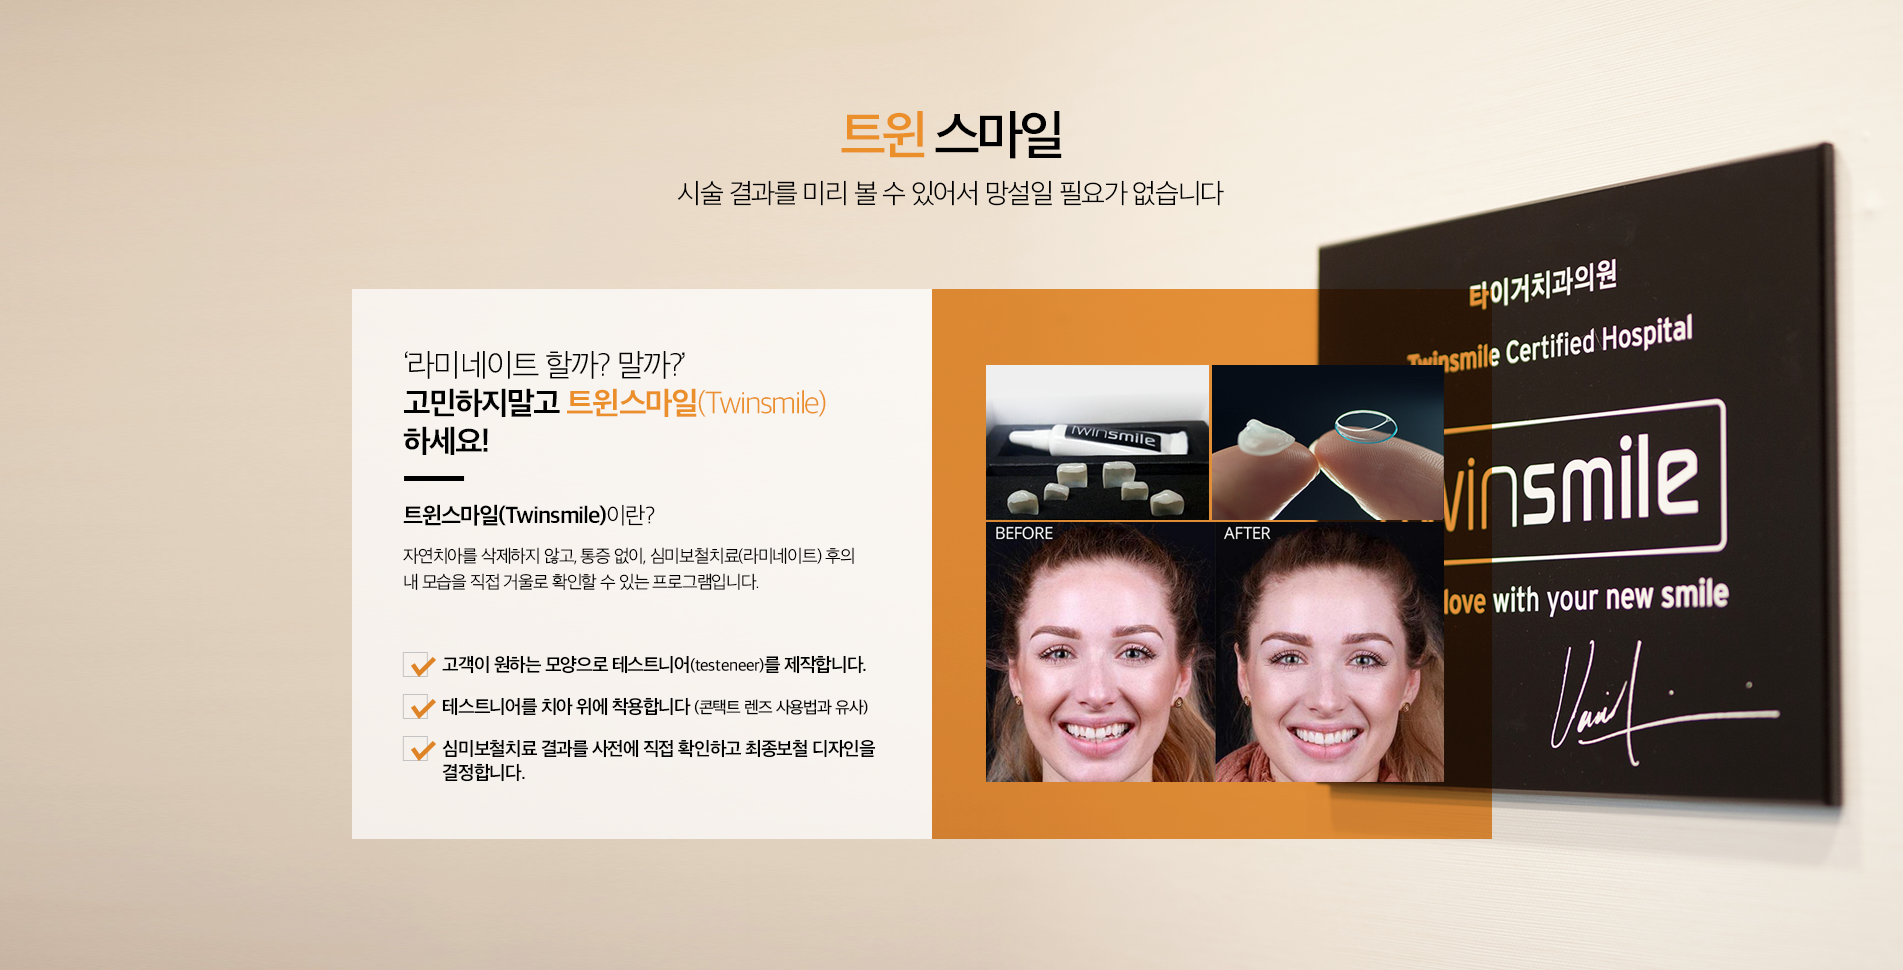 트윈 스마일
시술 결과를 미리 볼 수 있어서 망설일 필요가 없습니다
‘라미네이트 할까? 말까?’
고민하지말고 트윈스마일(Twinsmile)
하세요!
트윈스마일(Twinsmile)이란?
자연치아를 삭제하지 않고, 통증 없이, 심미보철치료(라미네이트) 후의
내 모습을 직접 거울로 확인할 수 있는 프로그램입니다.
고객이 원하는 모양으로 테스트니어(testeneer)를 제작합니다.
테스트니어를 치아 위에 착용합니다 (콘택트 렌즈 사용법과 유사)
심미보철치료 결과를 사전에 직접 확인하고 최종보철 디자인을
결정합니다.
Twinsmile
BEFORE
AFTER
타이거치과의원
Twinsmile Certified Hospital
winsmile
love with your new smile